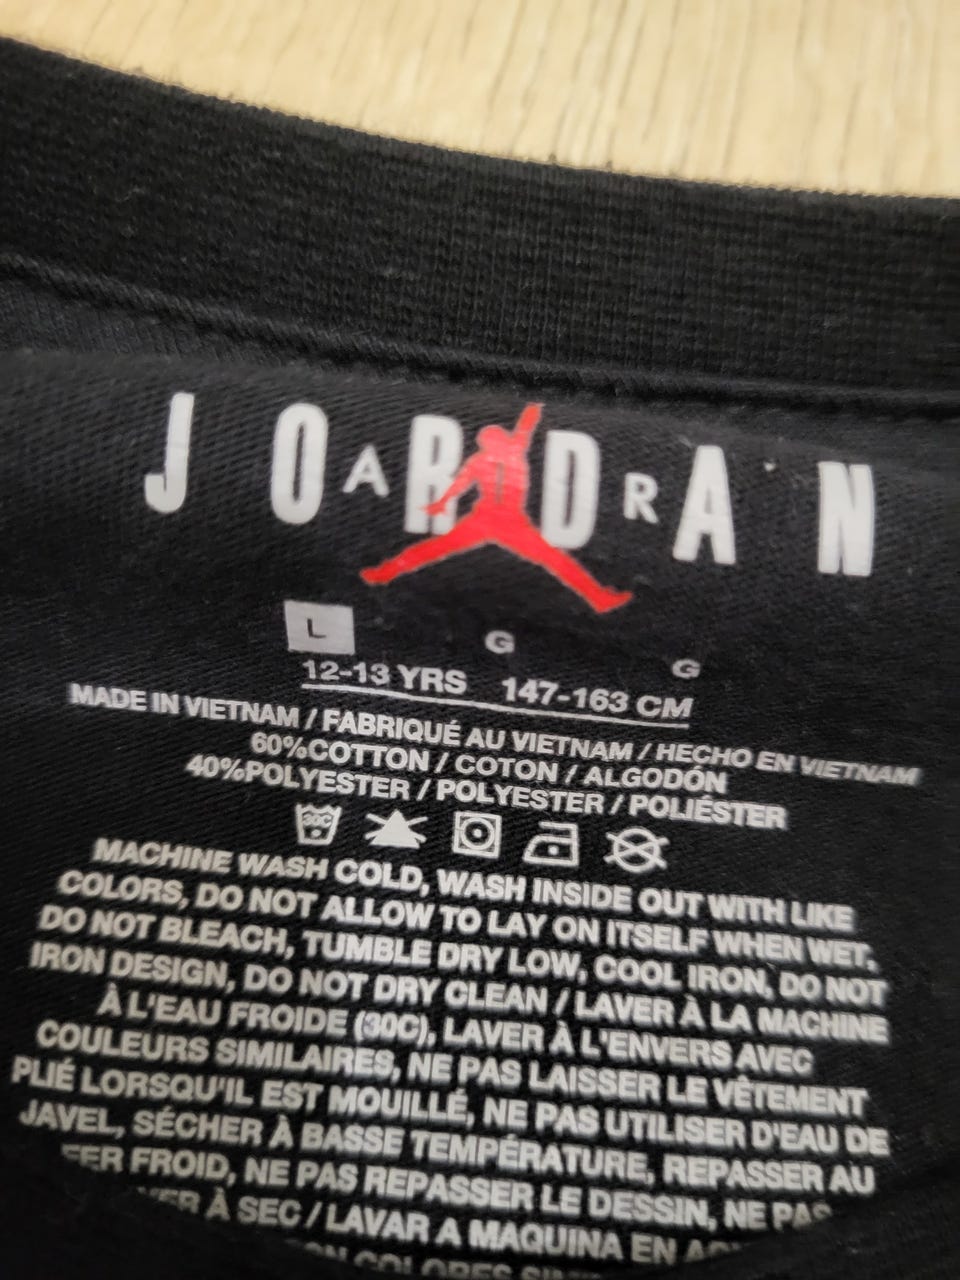 JORDAN
AIR
L G G
12-13 YRS 147-163 CM
MADE IN VIETNAM / FABRIQUÉ AU VIETNAM / HECHO EN VIETNAM
60%COTTON / COTON / ALGODÓN
40%POLYESTER / POLYESTER / POLIÉSTER
30C
MACHINE WASH COLD, WASH INSIDE OUT WITH LIKE
COLORS, DO NOT ALLOW TO LAY ON ITSELF WHEN WET,
DO NOT BLEACH, TUMBLE DRY LOW, COOL IRON, DO NOT
IRON DESIGN, DO NOT DRY CLEAN / LAVER À LA MACHINE
À L'EAU FROIDE (30C), LAVER À L'ENVERS AVEC
COULEURS SIMILAIRES, NE PAS LAISSER LE VÊTEMENT
PLIÉ LORSQU'IL EST MOUILLÉ, NE PAS UTILISER D'EAU DE
JAVEL, SÉCHER À BASSE TEMPÉRATURE, REPASSER AU
FER FROID, NE PAS REPASSER LE DESSIN, NE PAS
À SEC / LAVAR A MAQUINA EN
COLORES